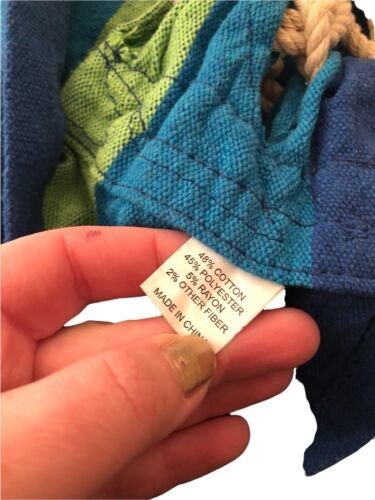 48% COTTON
45% POLYESTER
5% RAYON
2% OTHER FIBER
MADE IN CHINA